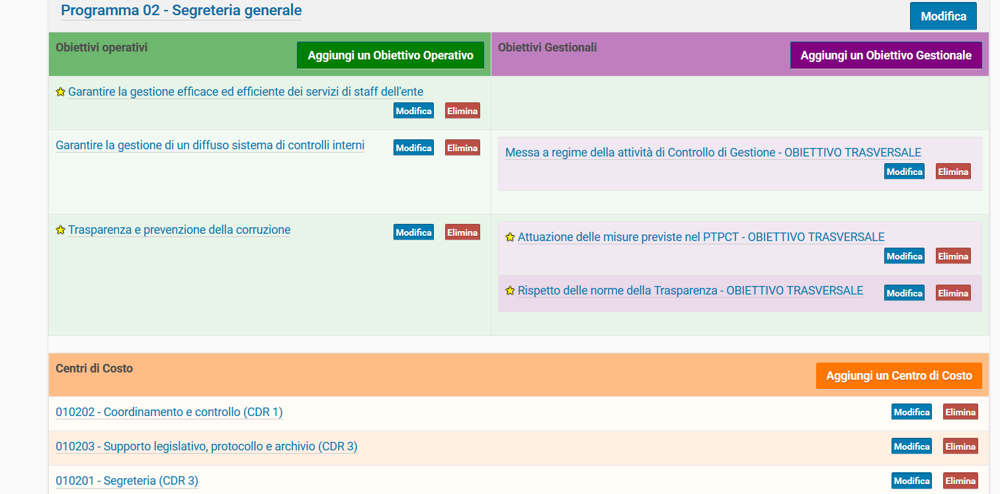 Programma 02 - Segreteria generale
Modifica
Obiettivi operativi
Aggiungi un Obiettivo Operativo
Obiettivi Gestionali
Aggiungi un Obiettivo Gestionale
Garantire la gestione efficace ed efficiente dei servizi di staff dell'ente
Modifica Elimina
Garantire la gestione di un diffuso sistema di controlli interni
Modifica Elimina
Messa a regime della attività di Controllo di Gestione - OBIETTIVO TRASVERSALE
Modifica Elimina
Trasparenza e prevenzione della corruzione
Modifica Elimina
Attuazione delle misure previste nel PTPCT - OBIETTIVO TRASVERSALE
Modifica Elimina
Rispetto delle norme della Trasparenza - OBIETTIVO TRASVERSALE
Modifica Elimina
Centri di Costo
Aggiungi un Centro di Costo
010202 - Coordinamento e controllo (CDR 1)
Modifica Elimina
010203 - Supporto legislativo, protocollo e archivio (CDR 3)
Modifica Elimina
010201 - Segreteria (CDR 3)
Modifica Elimina